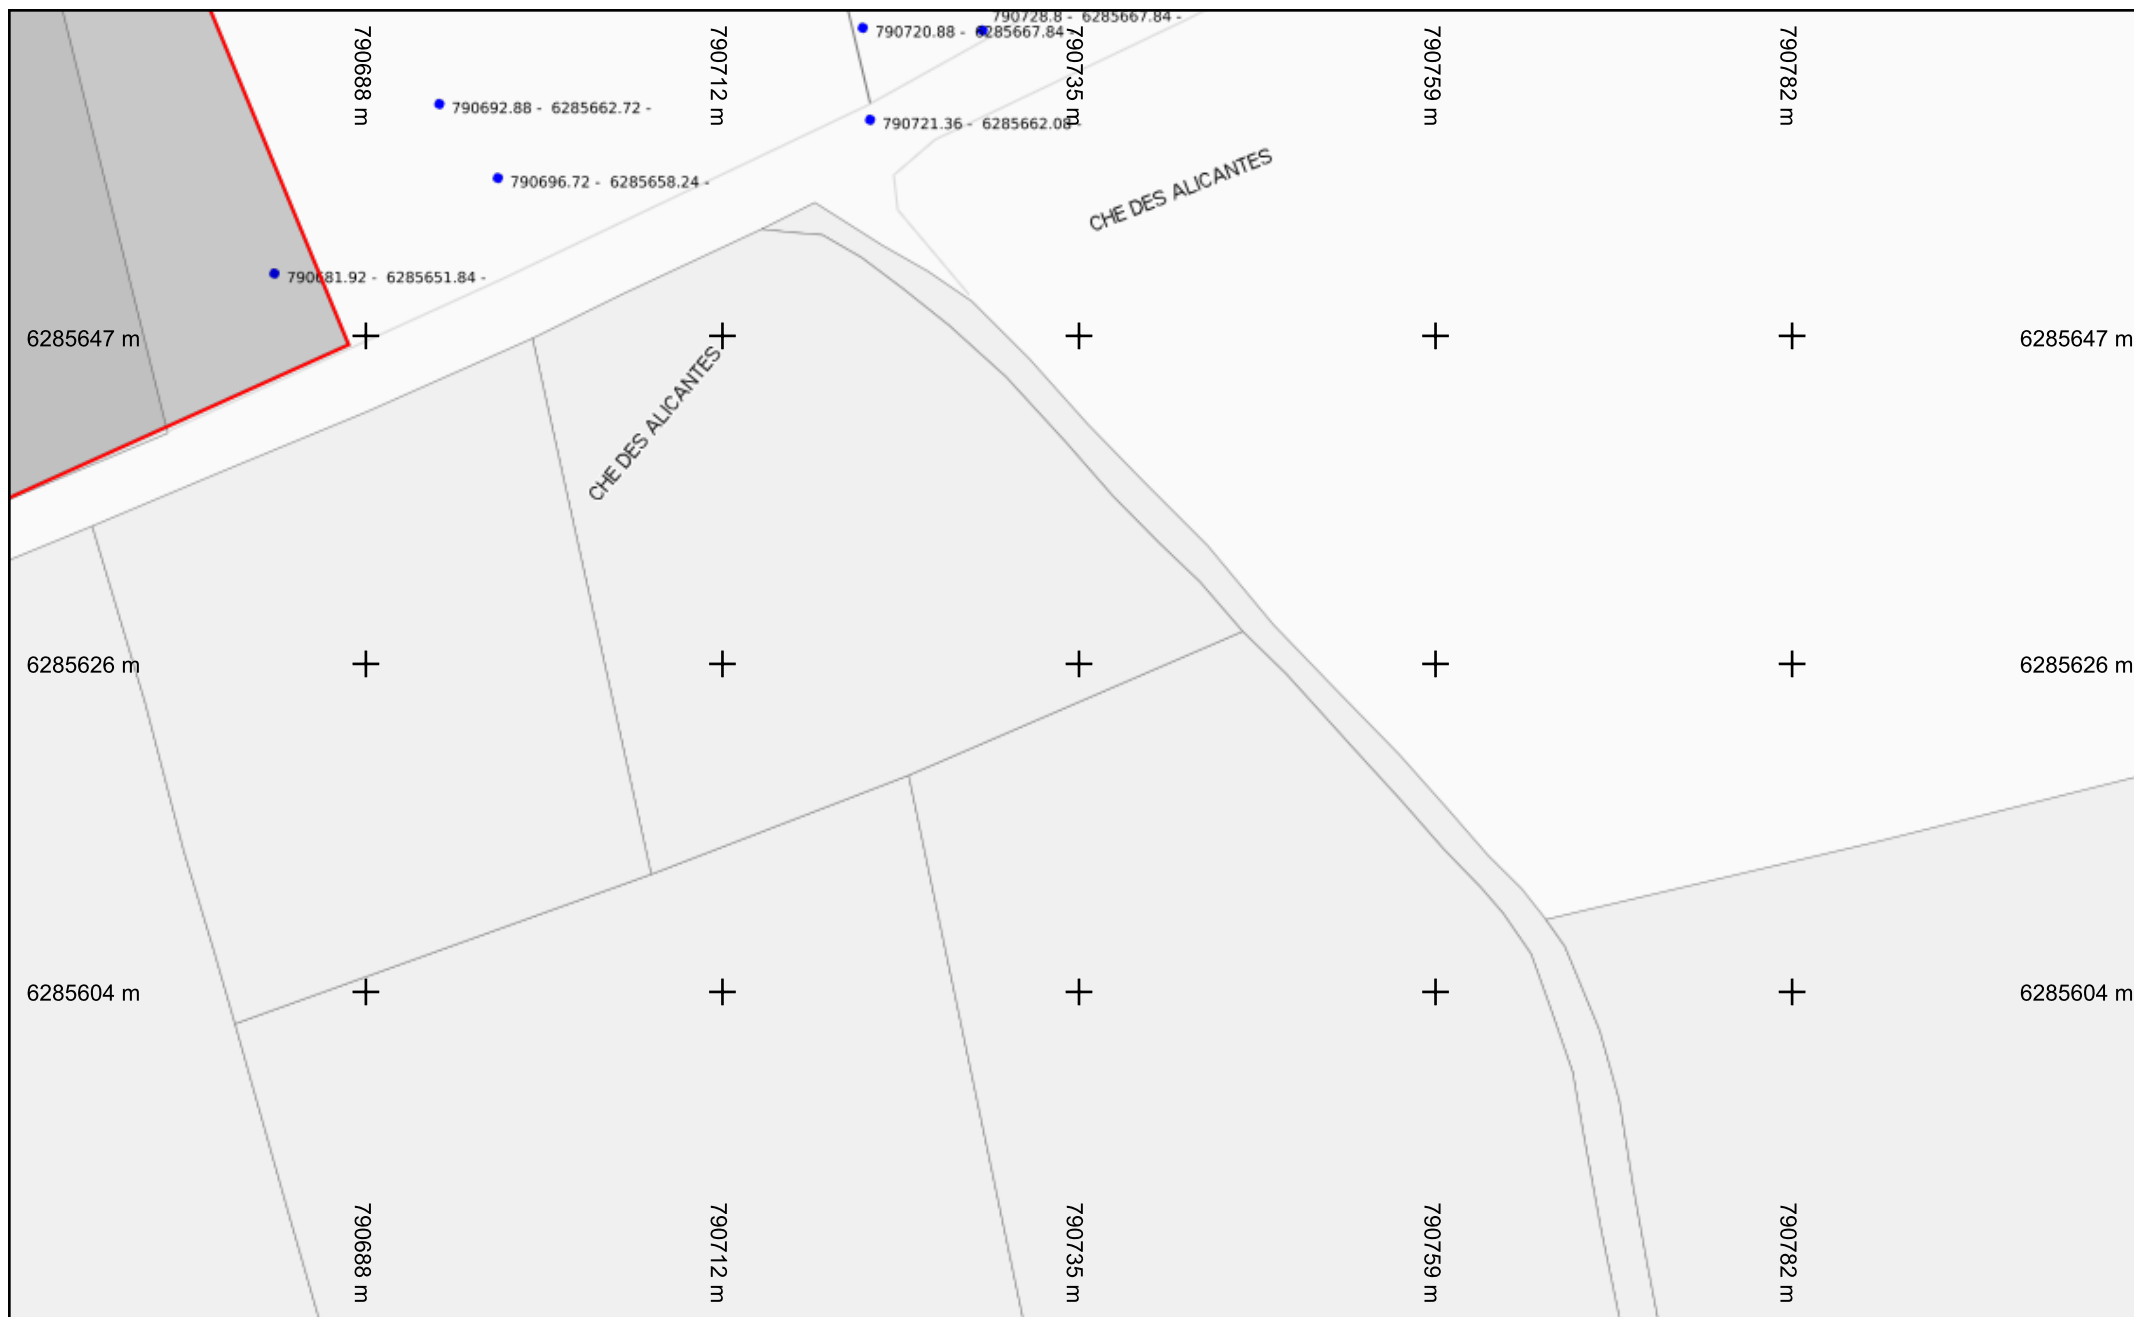 790728.8 - 6285667.84 -
790720.88 - 6285667.84 -
790688 m
790712 m
790735 m
790759 m
790782 m
790692.88 - 6285662.72 -
790721.36 - 6285662.08 -
790696.72 - 6285658.24 -
CHE DES ALICANTES
790681.92 - 6285651.84 -
6285647 m
6285647 m
CHE DES ALICANTES
6285626 m
6285626 m
6285604 m
6285604 m
790688 m
790712 m
790735 m
790759 m
790782 m